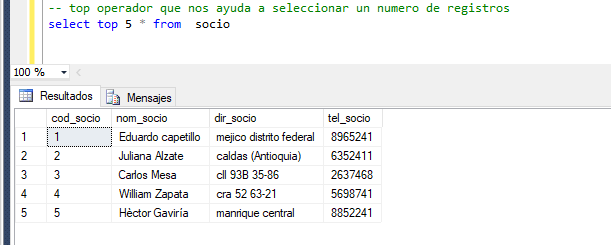 -- top operador que nos ayuda a seleccionar un numero de registros
select top 5 * from  socio
100 %
Resultados Mensajes
cod_socio nom_socio dir_socio tel_socio
1 1 Eduardo capetillo mejico distrito federal 8965241
2 2 Juliana Alzate caldas (Antioquia) 6352411
3 3 Carlos Mesa cll 93B 35-86 2637468
4 4 William Zapata cra 52 63-21 5698741
5 5 Hèctor Gaviría manrique central 8852241